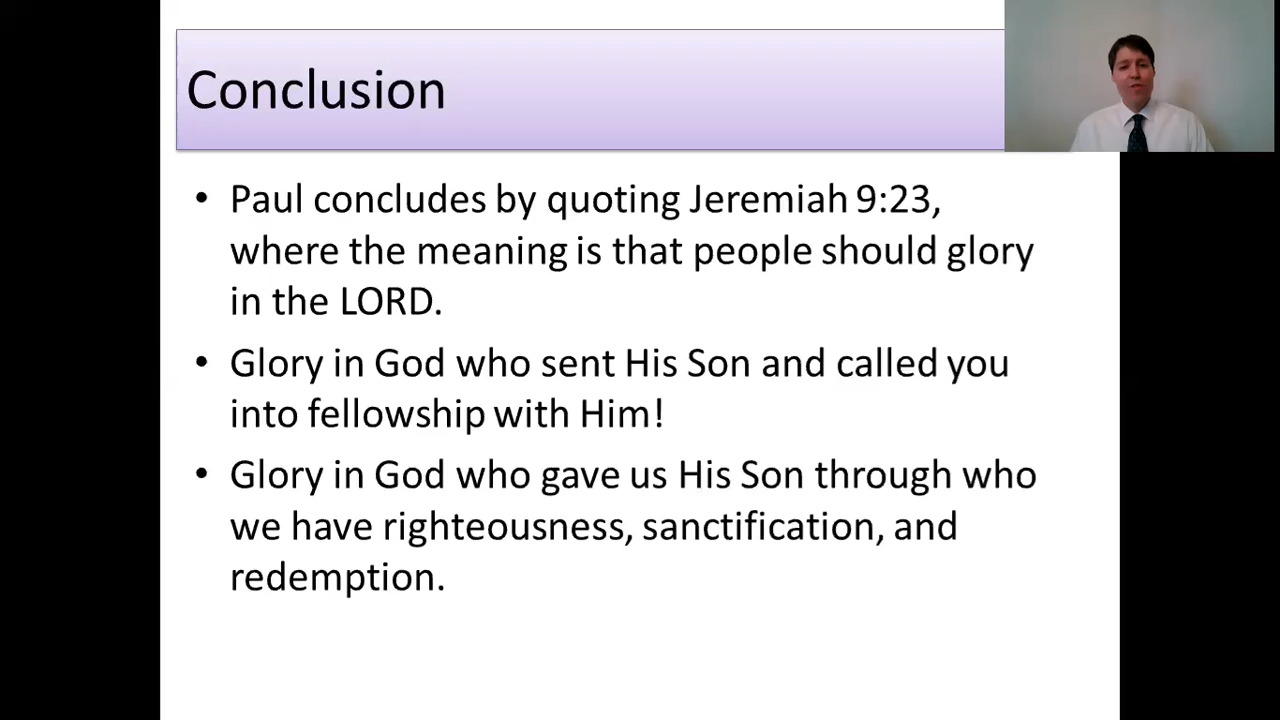 Conclusion
• Paul concludes by quoting Jeremiah 9:23,
where the meaning is that people should glory
in the LORD.
• Glory in God who sent His Son and called you
into fellowship with Him!
• Glory in God who gave us His Son through who
we have righteousness, sanctification, and
redemption.